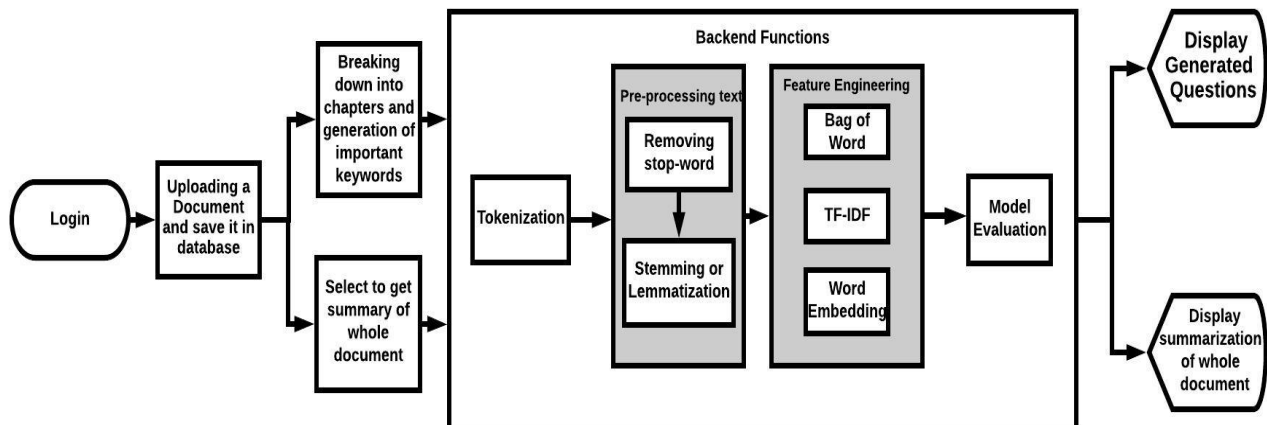 Login
Uploading a
Document
and save it in
database
Breaking
down into
chapters and
generation of
important
keywords
Select to get
summary of
whole
document
Backend Functions
Tokenization
Pre-processing text
Removing
stop-word
Stemming or
Lemmatization
Feature Engineering
Bag of
Word
TF-IDF
Word
Embedding
Model
Evaluation
Display
Generated
Questions
Display
summarization
of whole
document